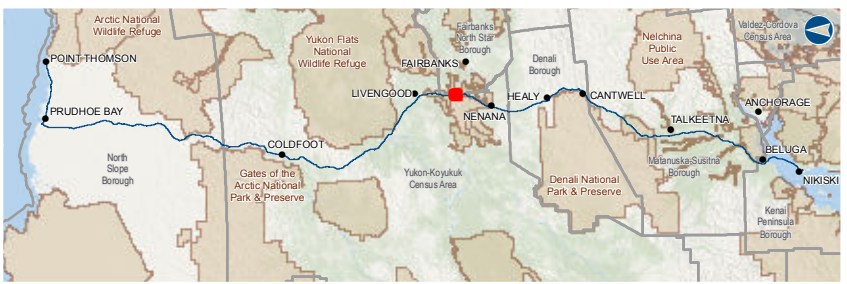 Arctic National
Wildlife Refuge
POINT THOMSON
PRUDHOE BAY
North
Slope
Borough
Yukon Flats
National
Wildlife Refuge
COLDFOOT
Gates of the
Arctic National
Park & Preserve
LIVENGOOD
FAIRBANKS
Fairbanks
North Star
Borough
NENANA
Yukon-Koyukuk
Census Area
Denali
Borough
HEALY
CANTWELL
Denali National
Park & Preserve
Nelchina
Public
Use Area
TALKEETNA
Matanuska-Susitna
Borough
Valdez-Cordova
Census Area
ANCHORAGE
BELUGA
NIKISKI
Kenai
Peninsula
Borough